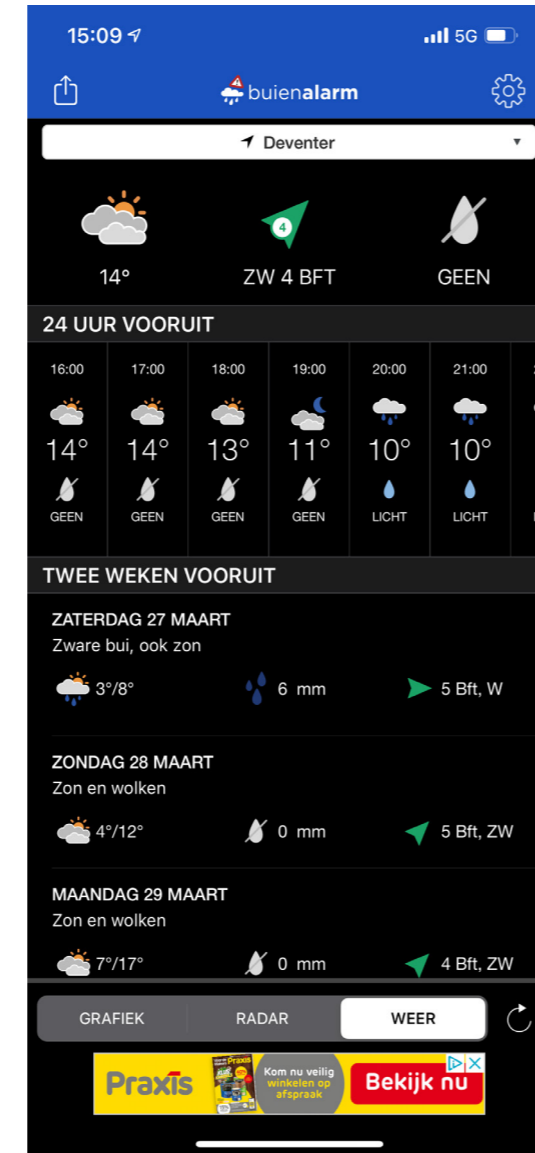 15:09
5G
buienalarm
Deventer
4
14° ZW 4 BFT GEEN
24 UUR VOORUIT
16:00 17:00 18:00 19:00 20:00 21:00
14° 14° 13° 11° 10° 10°
GEEN GEEN GEEN GEEN LICHT LICHT
TWEE WEKEN VOORUIT
ZATERDAG 27 MAART
Zware bui, ook zon
3°/8° 6 mm 5 Bft, W
ZONDAG 28 MAART
Zon en wolken
4°/12° 0 mm 5 Bft, ZW
MAANDAG 29 MAART
Zon en wolken
7°/17° 0 mm 4 Bft, ZW
GRAFIEK RADAR WEER
Praxis
Praxis
Kom nu veilig
winkelen op
afspraak
Bekijk nu